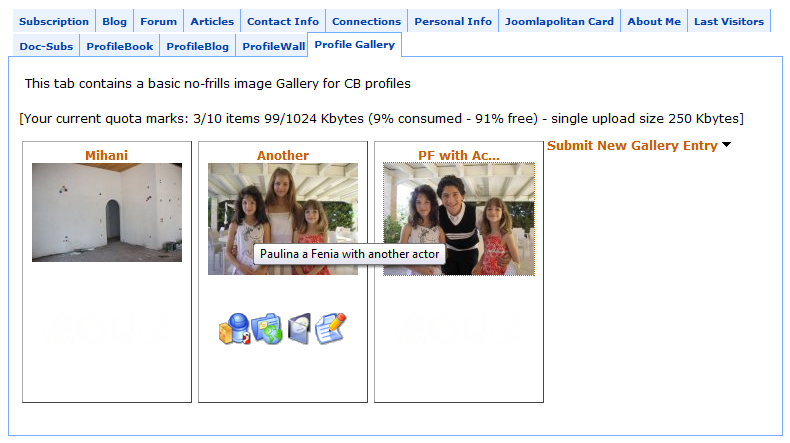 Subscription Blog Forum Articles Contact Info Connections Personal Info Joomlapolitan Card About Me Last Visitors
Doc-Subs ProfileBook ProfileBlog ProfileWall Profile Gallery
This tab contains a basic no-frills image Gallery for CB profiles
[Your current quota marks: 3/10 items 99/1024 Kbytes (9% consumed - 91% free) - single upload size 250 Kbytes]
Mihani Another PF with Ac... Submit New Gallery Entry
Paulina a Fenia with another actor